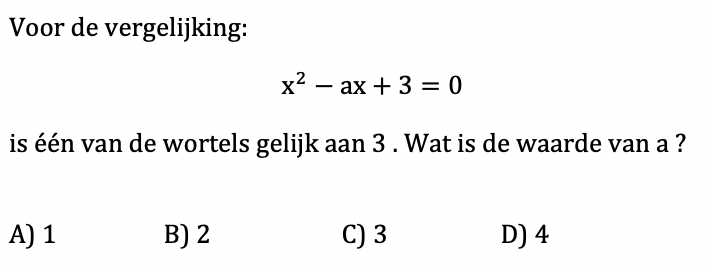 Voor de vergelijking:
x² − ax + 3 = 0
is één van de wortels gelijk aan 3 . Wat is de waarde van a ?
A) 1 B) 2 C) 3 D) 4